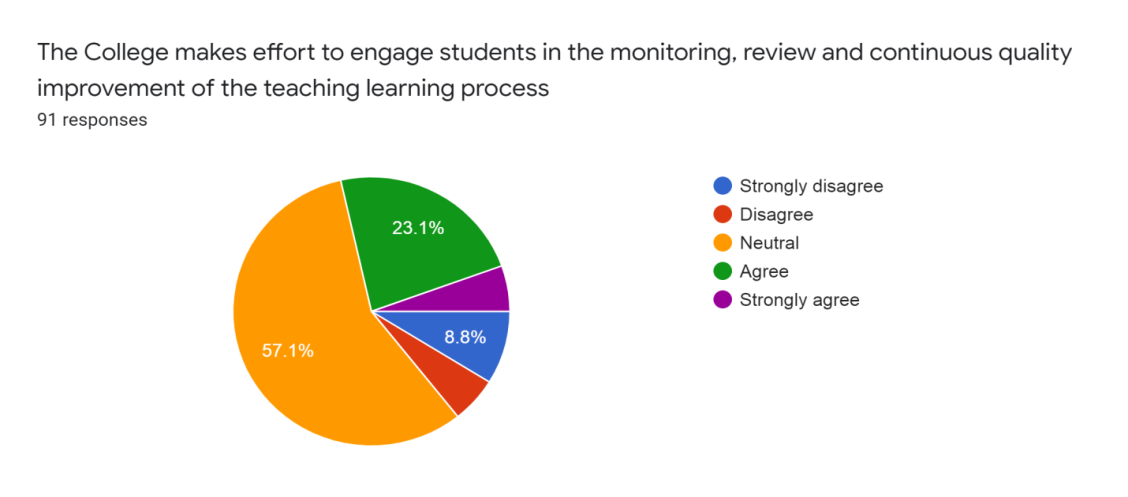 The College makes effort to engage students in the monitoring, review and continuous quality
improvement of the teaching learning process
91 responses
Strongly disagree
Disagree
Neutral
Agree
Strongly agree
23.1%
8.8%
57.1%